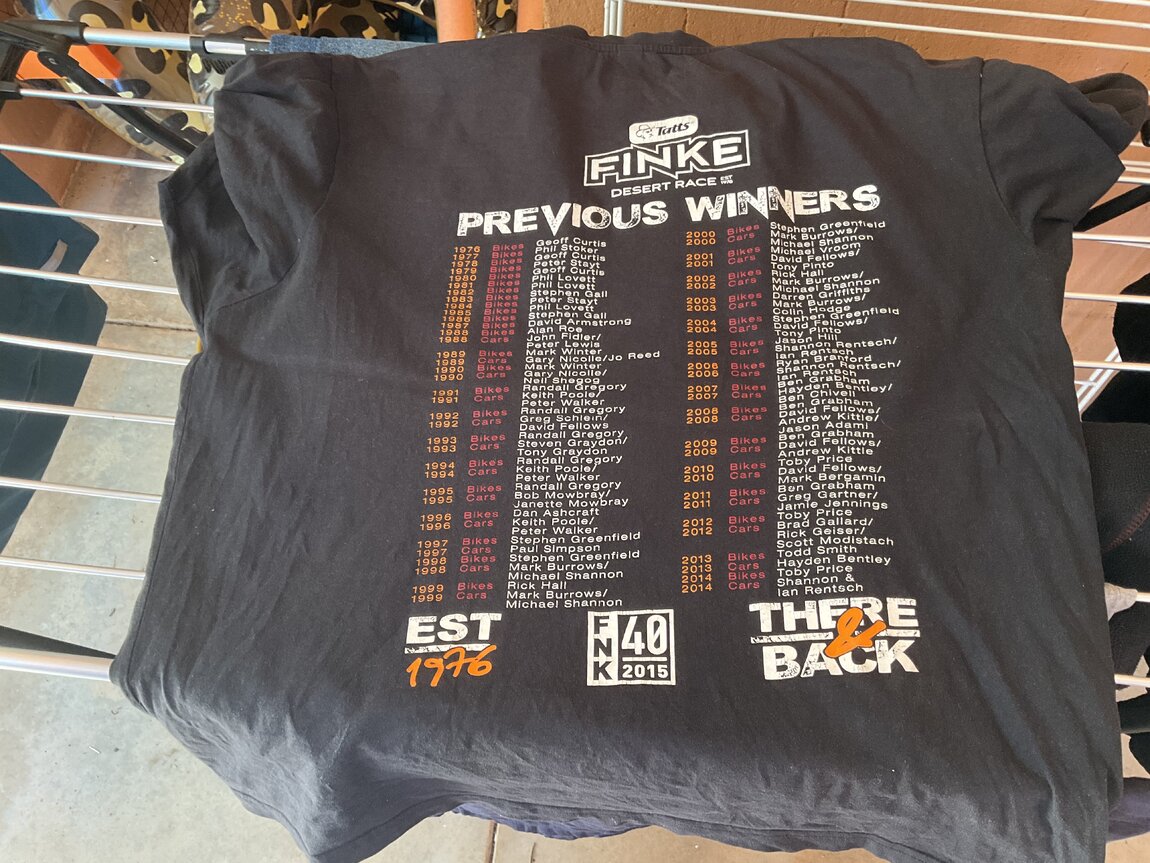 Tatts
FINKE
DESERT RACE EST 1976
PREVIOUS WINNERS
1976 Bikes Geoff Curtis
1977 Bikes Phil Stoker
1978 Bikes Geoff Curtis
1979 Bikes Peter Stayt
1980 Bikes Geoff Curtis
1981 Bikes Phil Lovett
1982 Bikes Phil Lovett
1983 Bikes Stephen Gall
1984 Bikes Peter Stayt
1985 Bikes Phil Lovett
1986 Bikes Stephen Gall
1987 Bikes David Armstrong
1988 Bikes Alan Roe
1988 Cars John Fidler/
Peter Lewis
1989 Bikes Mark Winter
1989 Cars Gary Nicolle/Jo Reed
1990 Bikes Mark Winter
1990 Cars Gary Nicolle/
Neil Shegog
1991 Bikes Randall Gregory
1991 Cars Keith Poole/
Peter Walker
1992 Bikes Randall Gregory
1992 Cars Greg Schlein/
David Fellows
1993 Bikes Randall Gregory
1993 Cars Steven Graydon/
Tony Graydon
1994 Bikes Randall Gregory
1994 Cars Keith Poole/
Peter Walker
1995 Bikes Randall Gregory
1995 Cars Bob Mowbray/
Janette Mowbray
1996 Bikes Dan Ashcraft
1996 Cars Keith Poole/
Peter Walker
1997 Bikes Stephen Greenfield
1997 Cars Paul Simpson
1998 Bikes Stephen Greenfield
1998 Cars Mark Burrows/
Michael Shannon
1999 Bikes Rick Hall
1999 Cars Mark Burrows/
Michael Shannon
2000 Bikes Stephen Greenfield
2000 Cars Mark Burrows/
Michael Shannon
2001 Bikes Michael Vroom
2001 Cars David Fellows/
Tony Pinto
2002 Bikes Rick Hall
2002 Cars Mark Burrows/
Michael Shannon
2003 Bikes Darren Griffiths
2003 Cars Mark Burrows/
Colin Hodge
2004 Bikes Stephen Greenfield
2004 Cars David Fellows/
Tony Pinto
2005 Bikes Jason Hill
2005 Cars Shannon Rentsch/
Ian Rentsch
2006 Bikes Ryan Branford
2006 Cars Shannon Rentsch/
Ian Rentsch
2007 Bikes Ben Grabham
2007 Cars Hayden Bentley/
Ben Chivell
2008 Bikes Ben Grabham
2008 Cars David Fellows/
Andrew Kittle/
Jason Adami
2009 Bikes Ben Grabham
2009 Cars David Fellows/
Andrew Kittle
2010 Bikes Toby Price
2010 Cars David Fellows/
Mark Bergamin
2011 Bikes Ben Grabham
2011 Cars Greg Gartner/
Jamie Jennings
2012 Bikes Toby Price
2012 Cars Brad Gallard/
Rick Geiser/
Scott Modistach
2013 Bikes Todd Smith
2013 Cars Hayden Bentley
2014 Bikes Toby Price
2014 Cars Shannon &
Ian Rentsch
EST
1976
FNK
40
2015
THERE
&
BACK